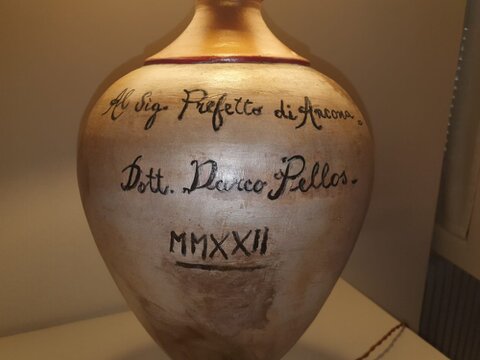 Al Sig. Prefetto di Ancona
Dott. Darco Pellos.
MMXXII